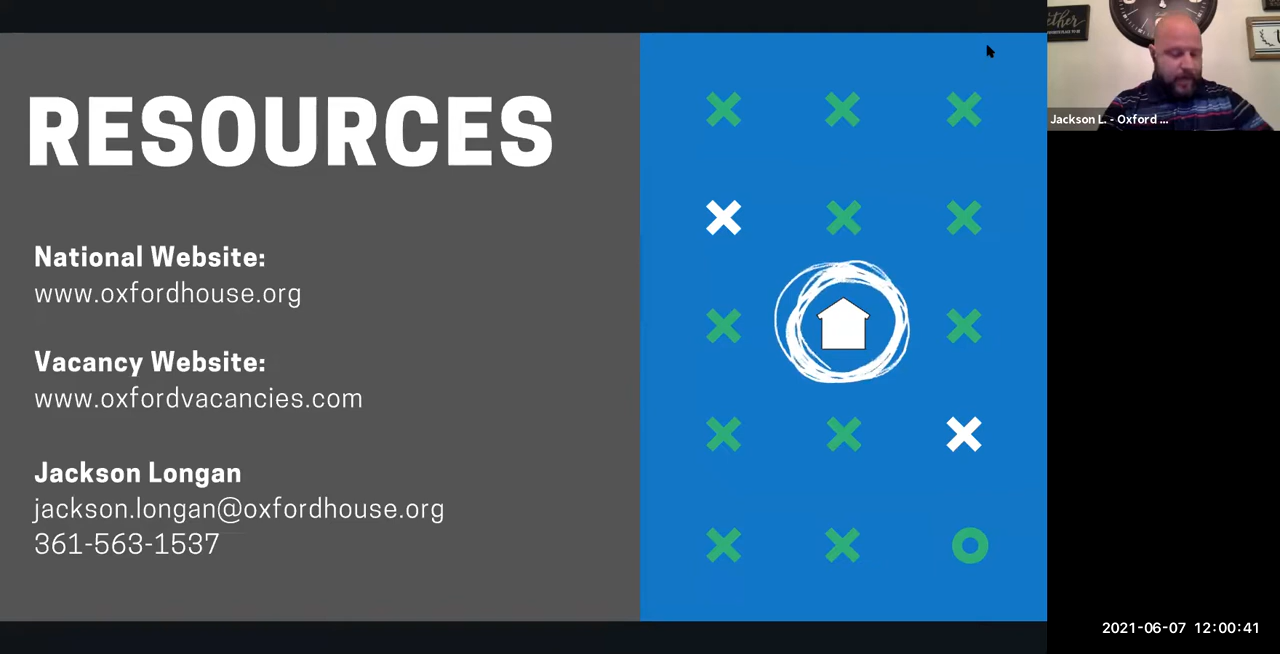 RESOURCES
National Website:
www.oxfordhouse.org
Vacancy Website:
www.oxfordvacancies.com
Jackson Longan
jackson.longan@oxfordhouse.org
361-563-1537
Jackson L. - Oxford ...
2021-06-07 12:00:41